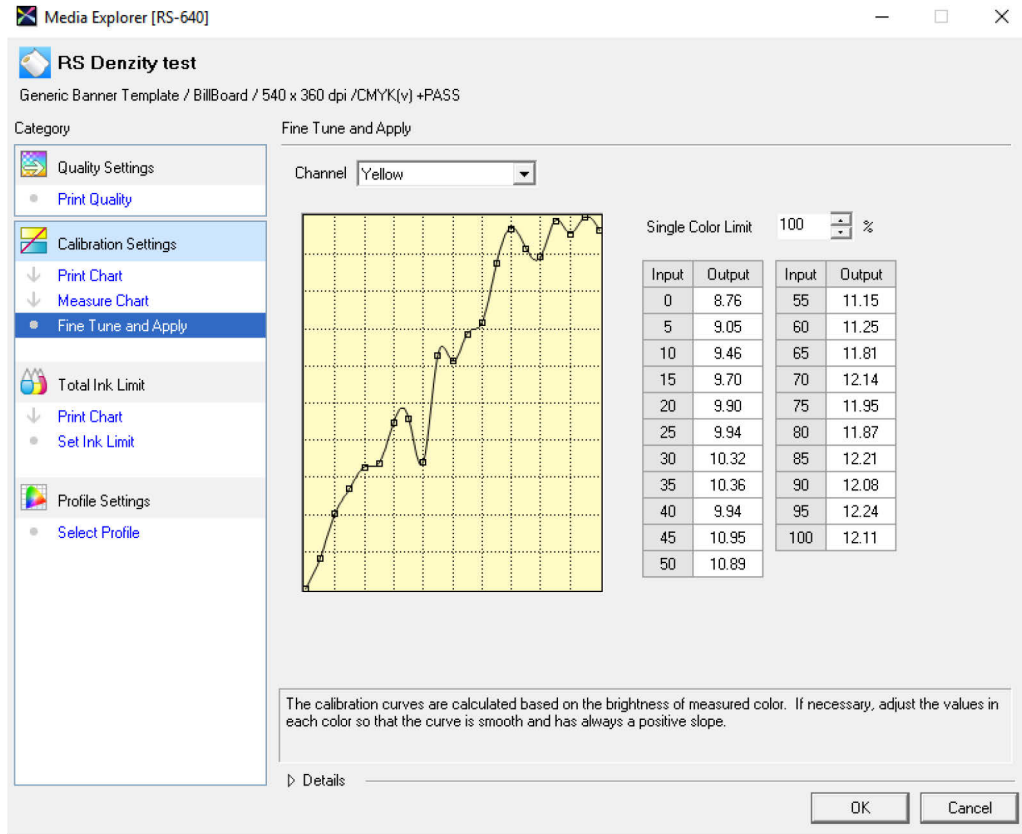 Media Explorer [RS-640]
RS Denzity test
Generic Banner Template / BillBoard / 540 x 360 dpi /CMYK(v) +PASS
Category
Quality Settings
Print Quality
Calibration Settings
Print Chart
Measure Chart
Fine Tune and Apply
Total Ink Limit
Print Chart
Set Ink Limit
Profile Settings
Select Profile
Fine Tune and Apply
Channel Yellow
Single Color Limit 100 %
Input Output Input Output
0 8.76 55 11.15
5 9.05 60 11.25
10 9.46 65 11.81
15 9.70 70 12.14
20 9.90 75 11.95
25 9.94 80 11.87
30 10.32 85 12.21
35 10.36 90 12.08
40 9.94 95 12.24
45 10.95 100 12.11
50 10.89
The calibration curves are calculated based on the brightness of measured color. If necessary, adjust the values in
each color so that the curve is smooth and has always a positive slope.
Details
OK Cancel